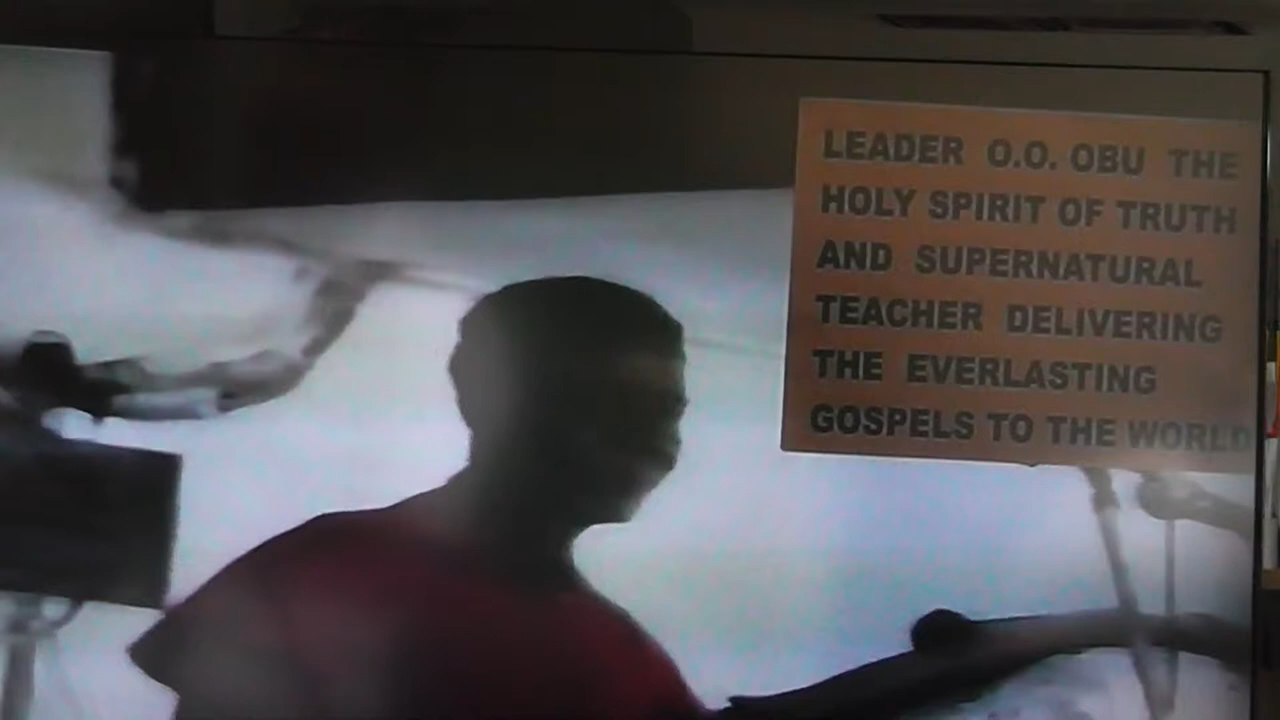 LEADER O.O. OBU THE
HOLY SPIRIT OF TRUTH
AND SUPERNATURAL
TEACHER DELIVERING
THE EVERLASTING
GOSPELS TO THE WORLD